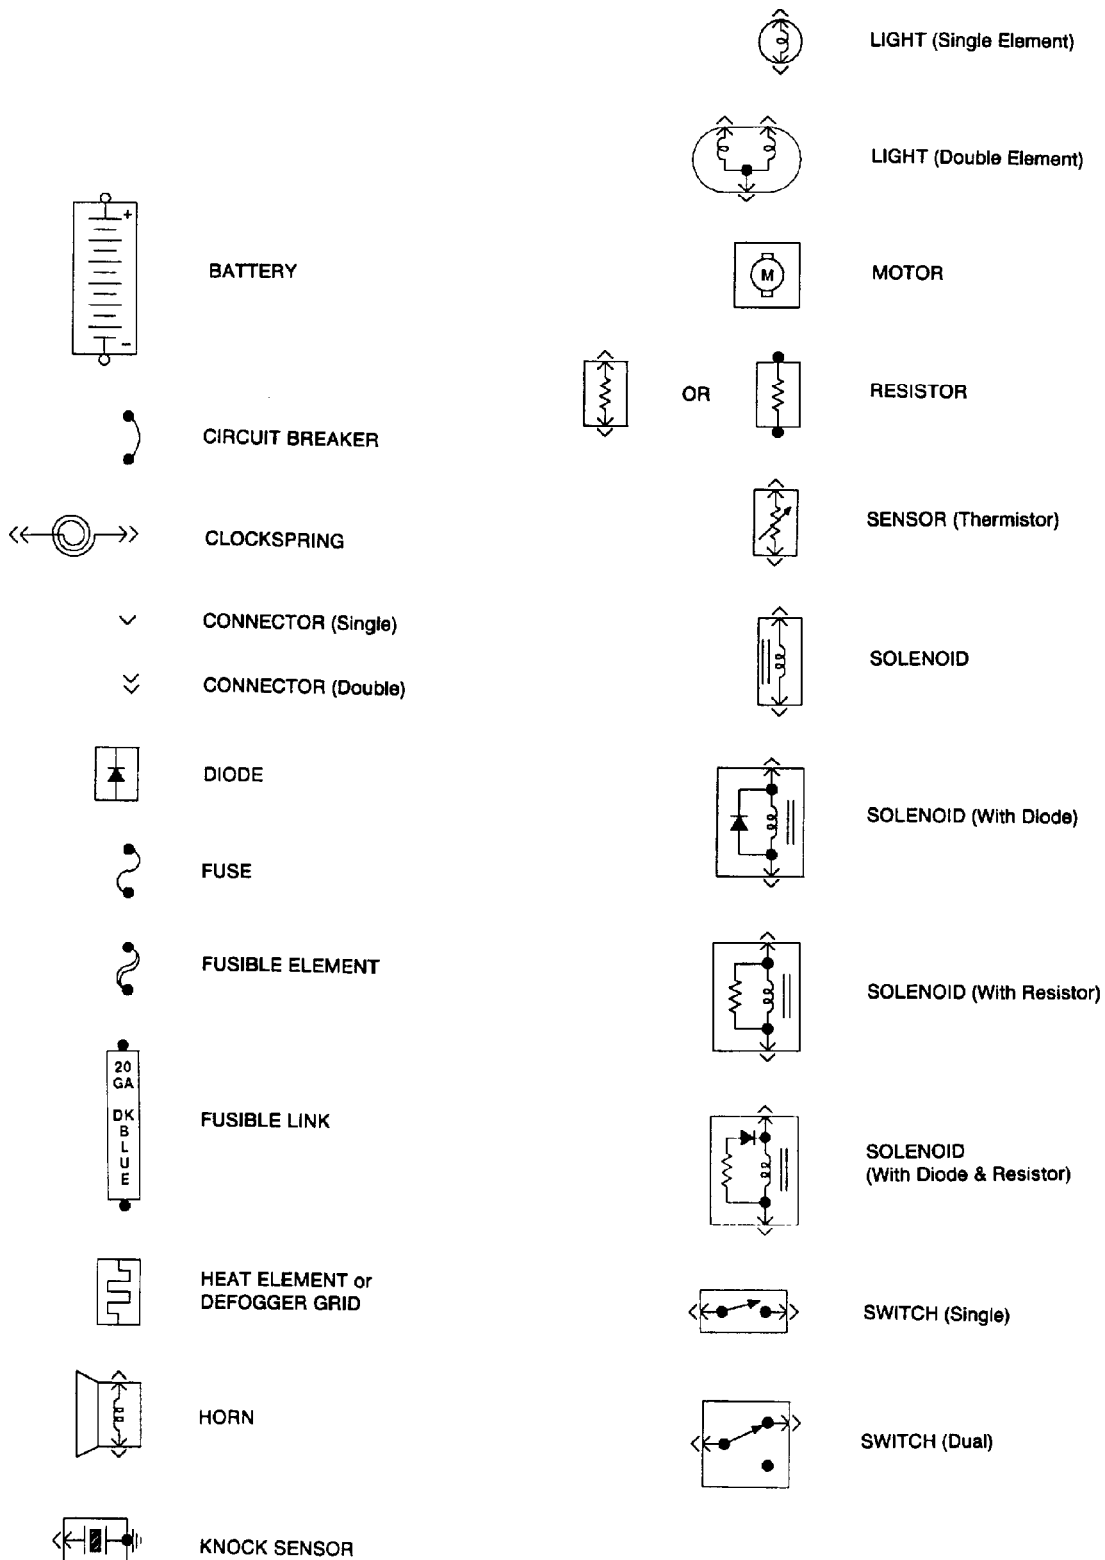 BATTERY
+
-
CIRCUIT BREAKER
CLOCKSPRING
CONNECTOR (Single)
CONNECTOR (Double)
DIODE
FUSE
FUSIBLE ELEMENT
20
GA
DK
B
L
U
E
FUSIBLE LINK
HEAT ELEMENT or
DEFOGGER GRID
HORN
KNOCK SENSOR
LIGHT (Single Element)
LIGHT (Double Element)
M
MOTOR
OR
RESISTOR
SENSOR (Thermistor)
SOLENOID
SOLENOID (With Diode)
SOLENOID (With Resistor)
SOLENOID
(With Diode & Resistor)
SWITCH (Single)
SWITCH (Dual)